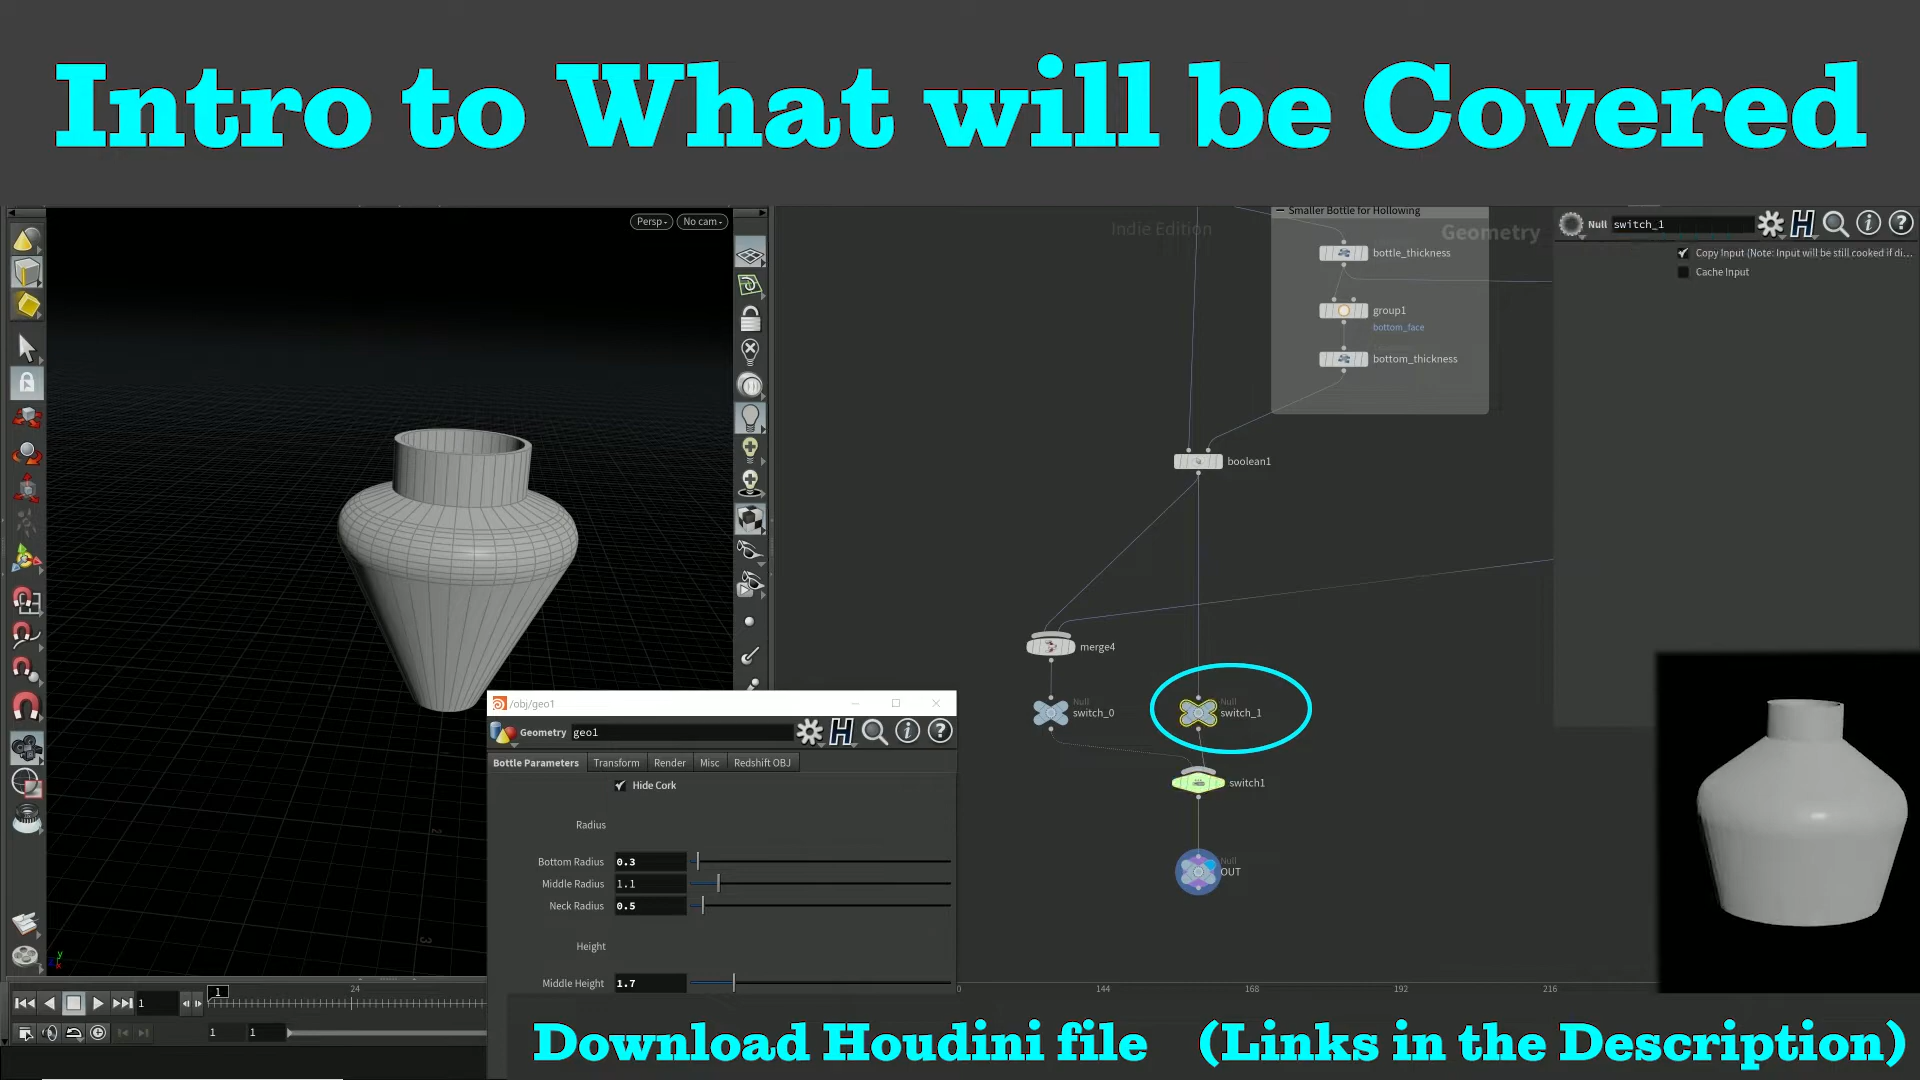 Intro to What will be Covered
Persp
No cam
Indie Edition
Geometry
Smaller Bottle for Hollowing
bottle_thickness
group1
bottom_face
bottom_thickness
boolean1
merge4
Null
switch_0
Null
switch_1
switch1
Null
OUT
Null switch_1
Copy Input (Note: Input will be still cooked if di...
Cache Input
/obj/geo1
Geometry geo1
Bottle Parameters Transform Render Misc Redshift OBJ
Hide Cork
Radius
Bottom Radius 0.3
Middle Radius 1.1
Neck Radius 0.5
Height
Middle Height 1.7
1 1 24 144 168 192 216
1 1
Download Houdini file (Links in the Description)